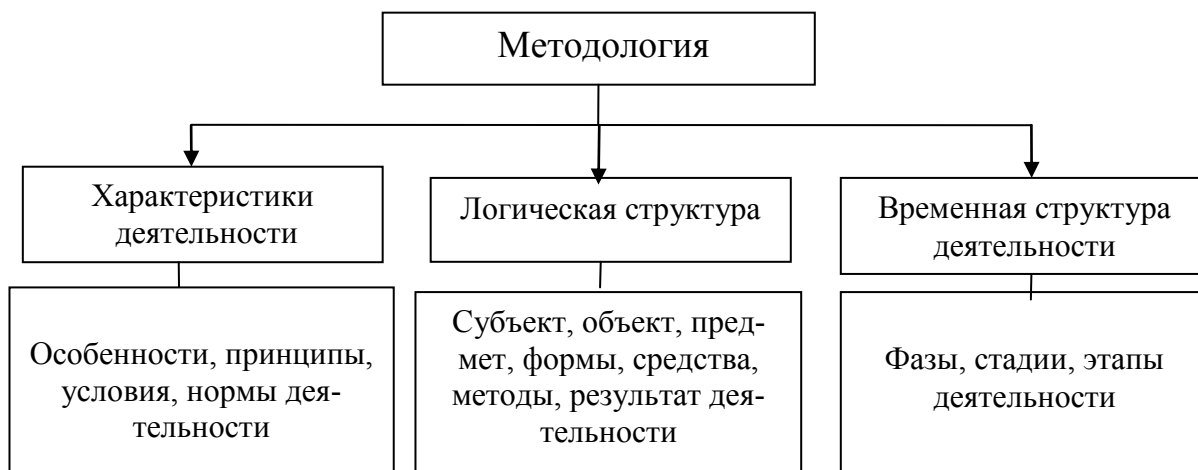 Методология
Характеристики
деятельности
Логическая структура
Временная структура
деятельности
Особенности, принципы,
условия, нормы дея-
тельности
Субъект, объект, пред-
мет, формы, средства,
методы, результат дея-
тельности
Фазы, стадии, этапы
деятельности